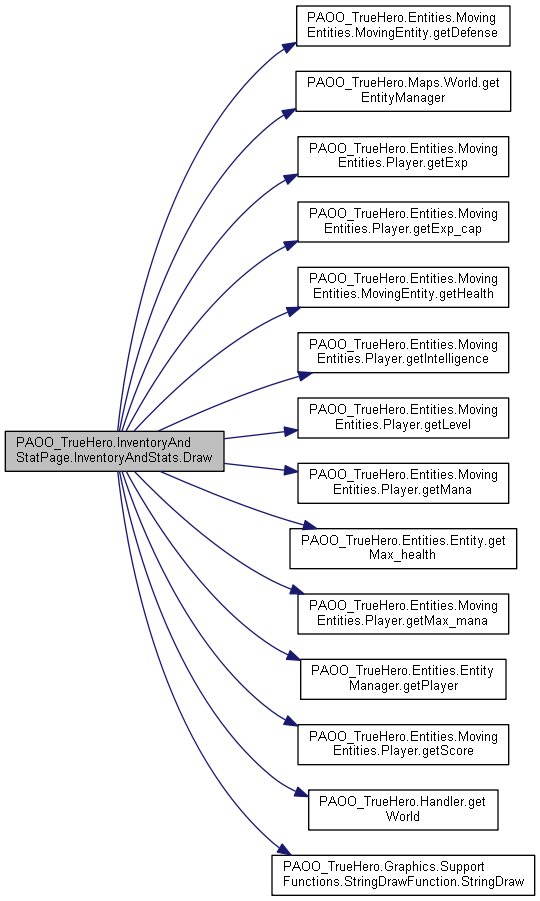 PAOO_TrueHero.Entities.Moving
Entities.MovingEntity.getDefense
PAOO_TrueHero.Maps.World.get
EntityManager
PAOO_TrueHero.Entities.Moving
Entities.Player.getExp
PAOO_TrueHero.Entities.Moving
Entities.Player.getExp_cap
PAOO_TrueHero.Entities.Moving
Entities.MovingEntity.getHealth
PAOO_TrueHero.Entities.Moving
Entities.Player.getIntelligence
PAOO_TrueHero.Entities.Moving
Entities.Player.getLevel
PAOO_TrueHero.InventoryAnd
StatPage.InventoryAndStats.Draw
PAOO_TrueHero.Entities.Moving
Entities.Player.getMana
PAOO_TrueHero.Entities.Entity.get
Max_health
PAOO_TrueHero.Entities.Moving
Entities.Player.getMax_mana
PAOO_TrueHero.Entities.Entity
Manager.getPlayer
PAOO_TrueHero.Entities.Moving
Entities.Player.getScore
PAOO_TrueHero.Handler.get
World
PAOO_TrueHero.Graphics.Support
Functions.StringDrawFunction.StringDraw